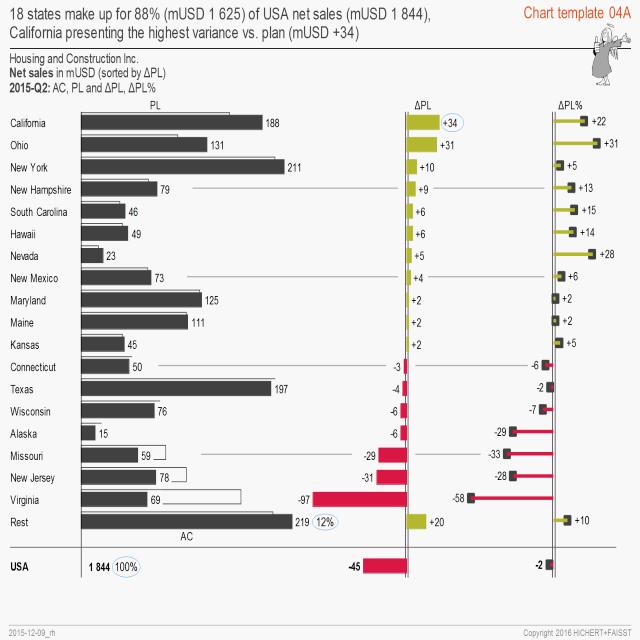 18 states make up for 88% (mUSD 1 625) of USA net sales (mUSD 1 844),
Chart template 04A
California presenting the highest variance vs. plan (mUSD +34)
Housing and Construction Inc.
Net sales in mUSD (sorted by ΔPL)
2015-Q2: AC, PL and ΔPL, ΔPL%
PL ΔPL ΔPL%
California 188 +34 +22
Ohio 131 +31 +31
New York 211 +10 +5
New Hampshire 79 +9 +13
South Carolina 46 +6 +15
Hawaii 49 +6 +14
Nevada 23 +5 +28
New Mexico 73 +4 +6
Maryland 125 +2 +2
Maine 111 +2 +2
Kansas 45 +2 +5
Connecticut 50 -3 -6
Texas 197 -4 -2
Wisconsin 76 -6 -7
Alaska 15 -6 -29
Missouri 59 -29 -33
New Jersey 78 -31 -28
Virginia 69 -97 -58
Rest 219 12% +20 +10
AC
USA 1 844 100% -45 -2
2015-12-09_rh
Copyright 2016 HICHERT+FAISST